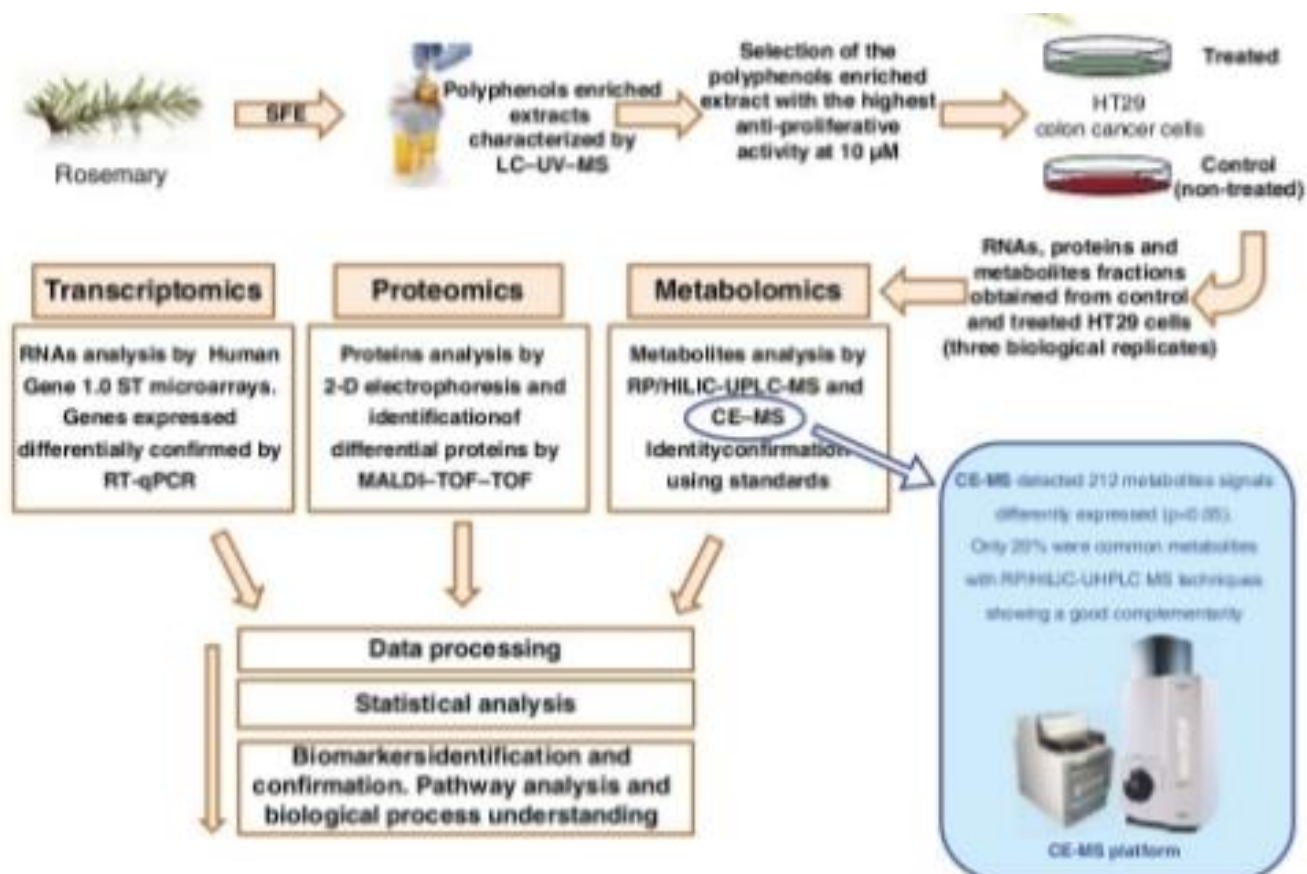 Rosemary
SFE
Polyphenols enriched
extracts
characterized by
LC–UV–MS
Selection of the
polyphenols enriched
extract with the highest
anti-proliferative
activity at 10 µM
Treated
HT29
colon cancer cells
Control
(non-treated)
RNAs, proteins and
metabolites fractions
obtained from control
and treated HT29 cells
(three biological replicates)
Transcriptomics
RNAs analysis by Human
Gene 1.0 ST microarrays.
Genes expressed
differentially confirmed by
RT-qPCR
Proteomics
Proteins analysis by
2-D electrophoresis and
identificationof
differential proteins by
MALDI–TOF–TOF
Metabolomics
Metabolites analysis by
RP/HILIC-UPLC-MS and
CE–MS
Identityconfirmation
using standards
CE-MS detected 212 metabolites signals
differently expressed (p=0.05).
Only 20% were common metabolites
with RP/HILIC-UHPLC MS techniques
showing a good complementarity
CE-MS platform
Data processing
Statistical analysis
Biomarkersidentification and
confirmation. Pathway analysis and
biological process understanding